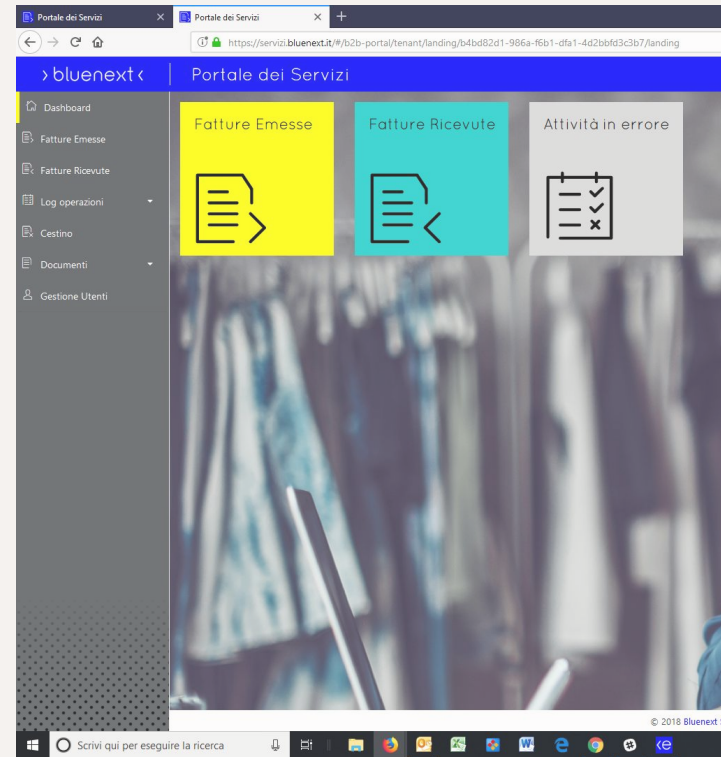 Portale dei Servizi
Portale dei Servizi
https://servizi.bluenext.it/#/b2b-portal/tenant/landing/b4bd82d1-986a-f6b1-dfa1-4d2bbfd3c3b7/landing
bluenext
Portale dei Servizi
Dashboard
Fatture Emesse
Fatture Ricevute
Log operazioni
Cestino
Documenti
Gestione Utenti
Fatture Emesse
Fatture Ricevute
Attività in errore
© 2018 Bluenext
Scrivi qui per eseguire la ricerca